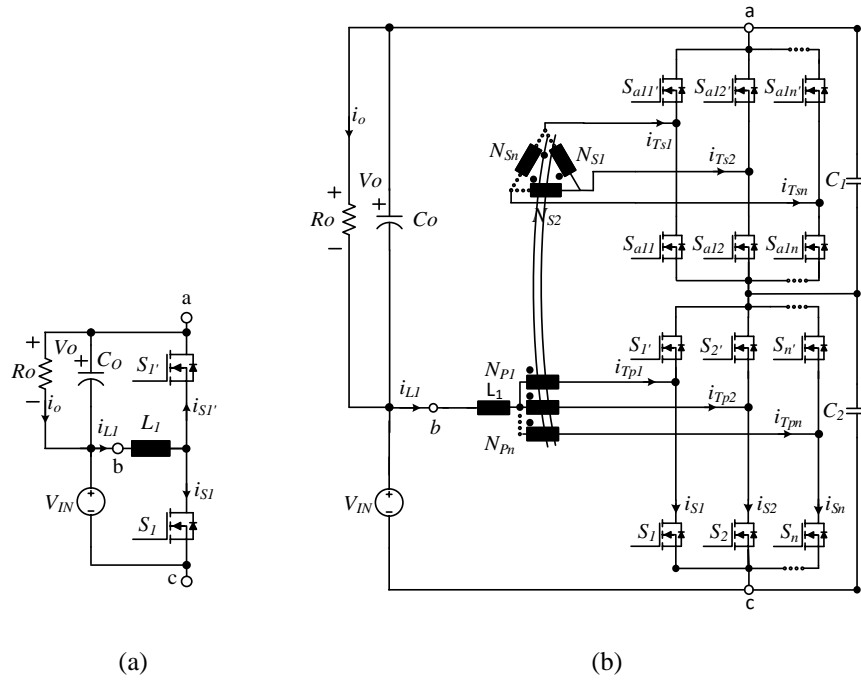 a
S1'
Vo
+
+
Ro
CO
−
io
iL1
b
L1
iS1'
iS1
VIN
S1
c
(a)
a
io
Vo
+
+
Ro
Co
−
Sa11'
Sa12'
Sa1n'
iTs1
NSn
NS1
iTs2
iTsn
NS2
C1
Sa11
Sa12
Sa1n
S1'
S2'
Sn'
NP1
iTp1
iL1
b
L1
iTp2
NPn
iTpn
C2
VIN
iS1
iS2
iSn
S1
S2
Sn
c
(b)